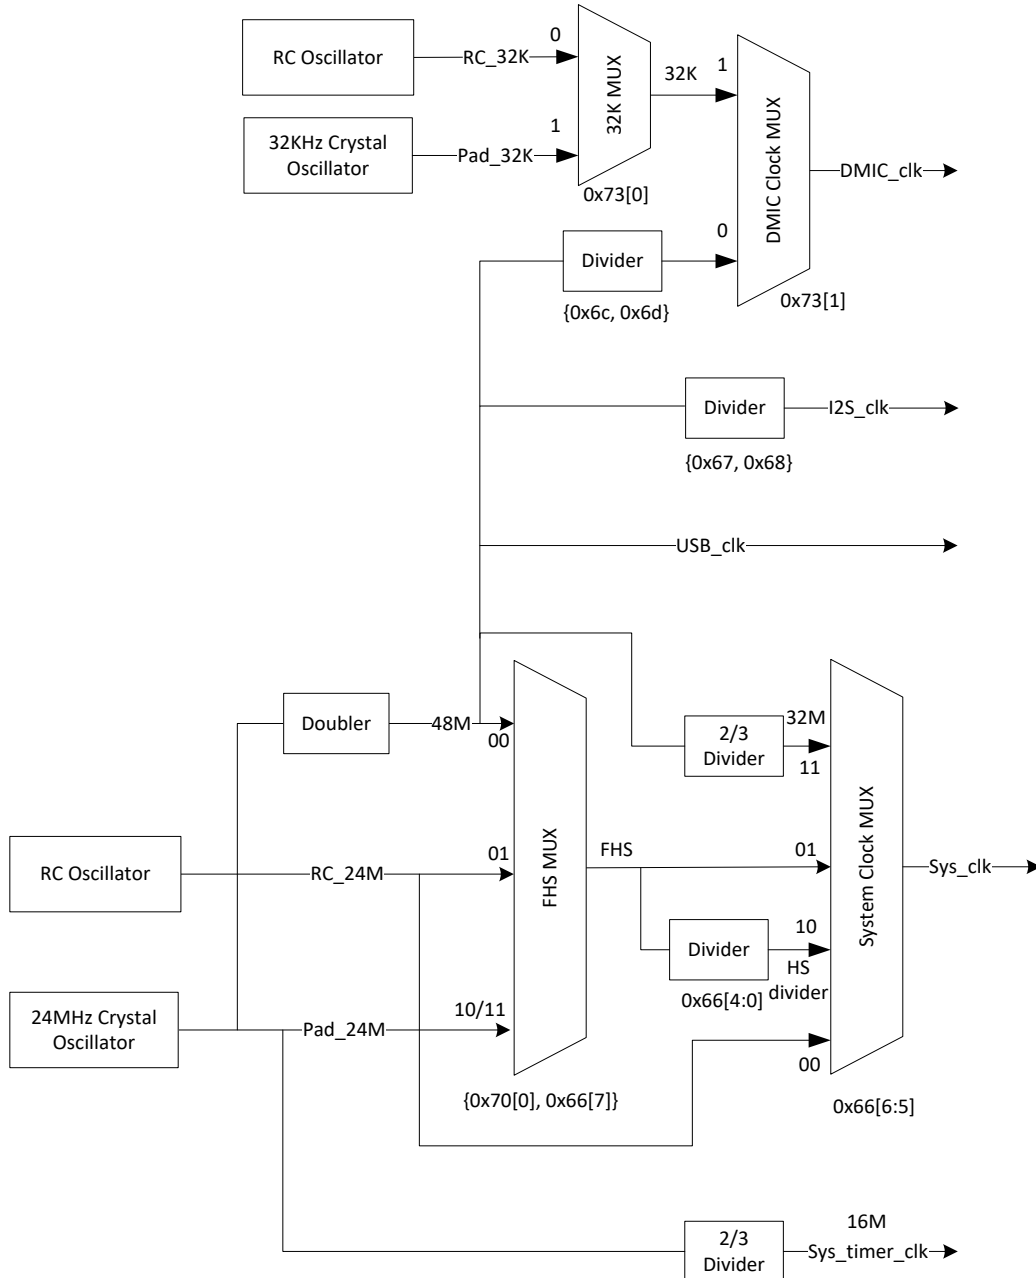 RC Oscillator
RC_32K
0
32K MUX
32K
1
DMIC Clock MUX
32KHz Crystal
Oscillator
Pad_32K
1
0x73[0]
DMIC_clk
0
Divider
{0x6c, 0x6d}
0x73[1]
Divider
I2S_clk
{0x67, 0x68}
USB_clk
Doubler
48M
00
FHS MUX
2/3
Divider
32M
11
System Clock MUX
RC Oscillator
RC_24M
01
FHS
01
Sys_clk
Divider
10
HS
divider
0x66[4:0]
24MHz Crystal
Oscillator
Pad_24M
10/11
00
{0x70[0], 0x66[7]}
0x66[6:5]
2/3
Divider
16M
Sys_timer_clk